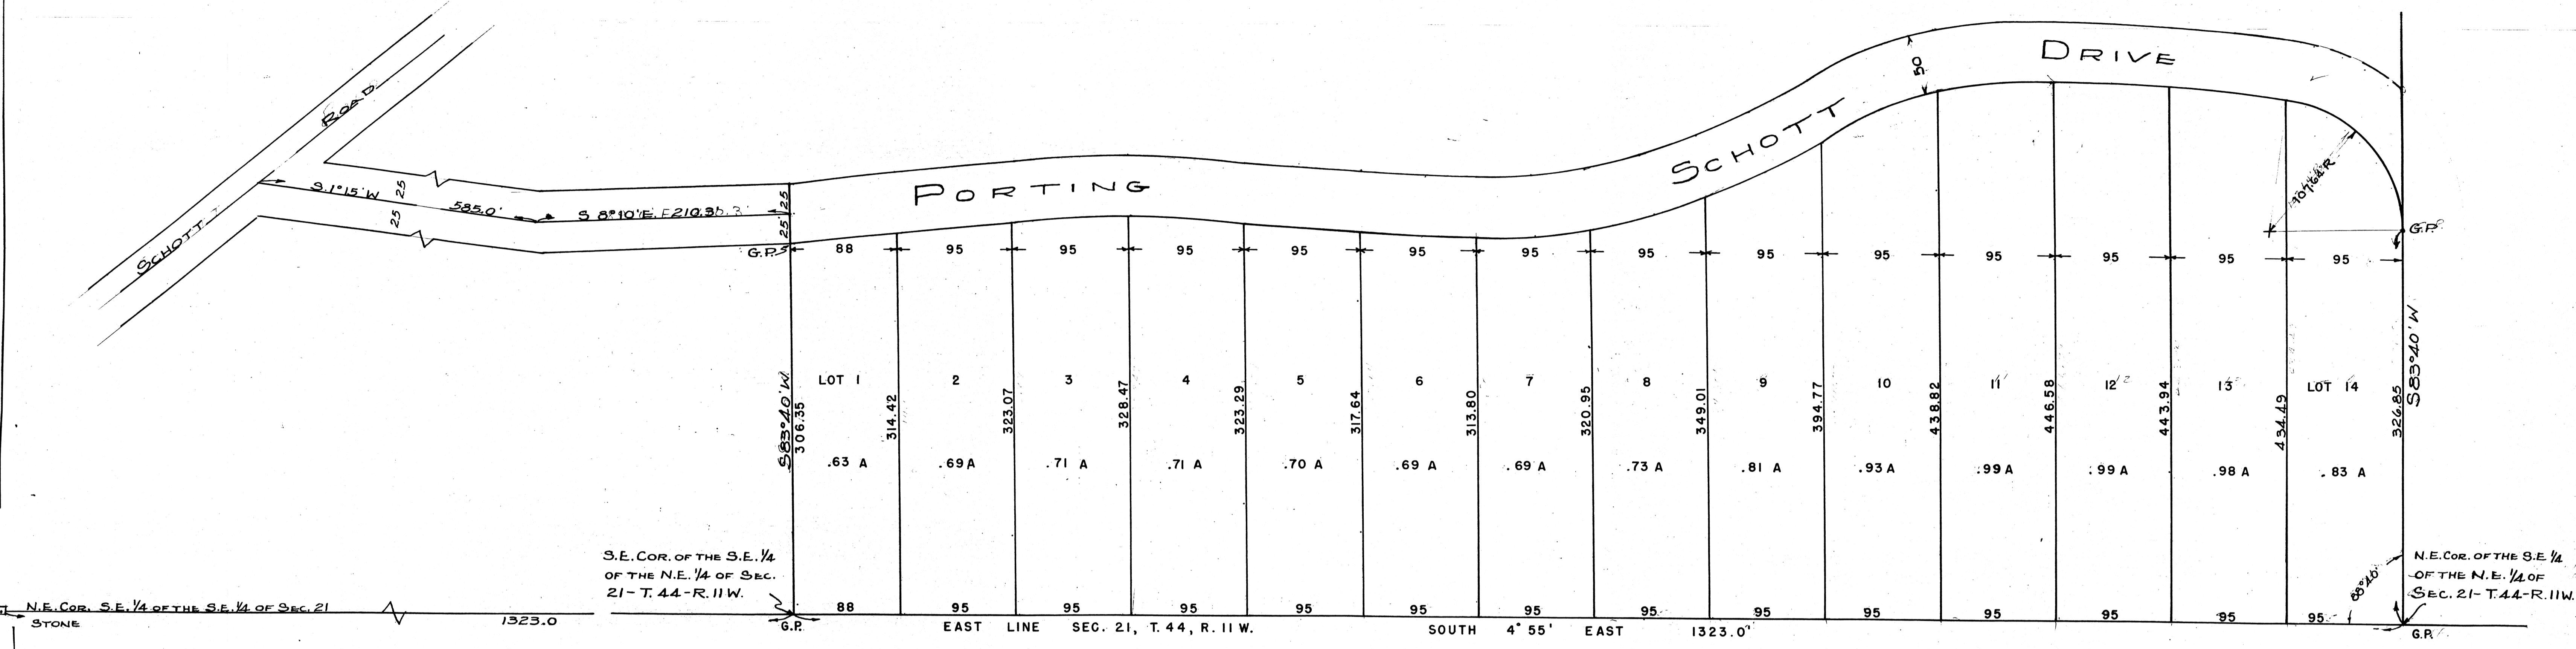 DRIVE
50
SCHOTT
PORTING
SCHOTT ROAD
S. 1°15' W
25
25
585.0'
25
25
G.P.
G.P.
907.64'R
88 95 95 95 95 95 95 95 95 95 95 95 95 95
S 83°40' W
LOT 1 2 3 4 5 6 7 8 9 10 11 12 13 LOT 14
S 83°40' W.
306.35 314.42 323.07 328.47 323.29 317.64 313.80 320.95 349.01 394.77 438.82 446.58 443.94 434.49 326.85
.63 A .69 A .71 A .71 A .70 A .69 A .69 A .73 A .81 A .93 A .99 A .99 A .98 A .83 A
S.E. COR. OF THE S.E. 1/4
OF THE N.E. 1/4 OF SEC.
21-T. 44-R. 11 W.
N.E. COR. OF THE S.E 1/4
OF THE N.E. 1/4 OF
SEC. 21- T. 44-R. 11 W.
88°40'
N.E. COR. S.E. 1/4 OF THE S.E. 1/4 OF SEC. 21
STONE
1323.0
88 95 95 95 95 95 95 95 95 95 95 95 95 95
G.P.
EAST LINE SEC. 21, T. 44, R. 11 W. SOUTH 4° 55' EAST 1323.0'
G.P.